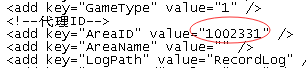 <add key="GameType" value="1" />
<!--代理ID-->
<add key="AreaID" value="1002331" />
<add key="AreaName" value="" />
<add key="LogPath" value="RecordLog" />